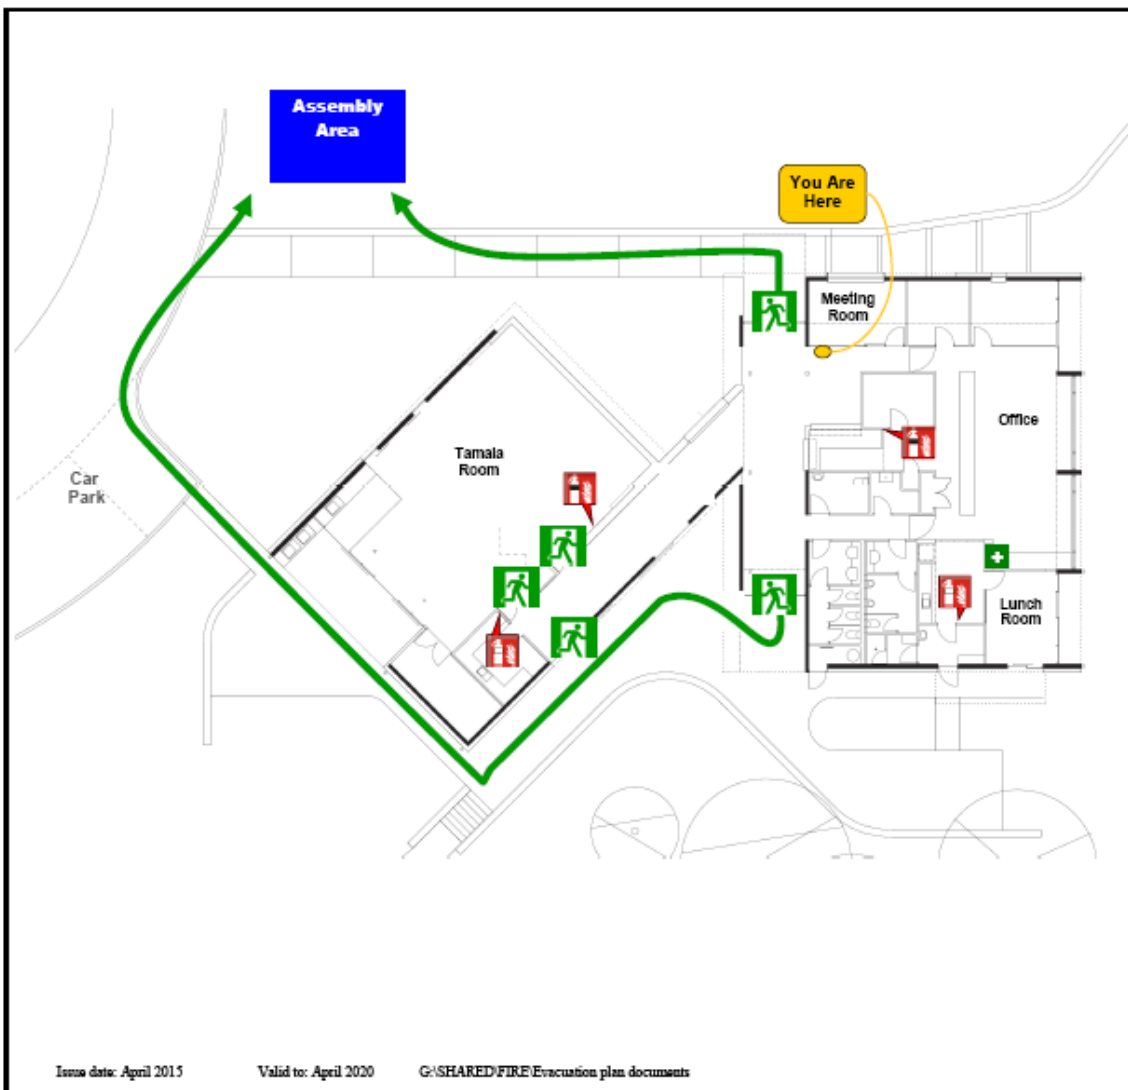 Assembly
Area
You Are
Here
Meeting
Room
Office
Tamala
Room
Car
Park
Lunch
Room
Issue date: April 2015 Valid to: April 2020 G:\SHARED\FIRE\Evacuation plan documents